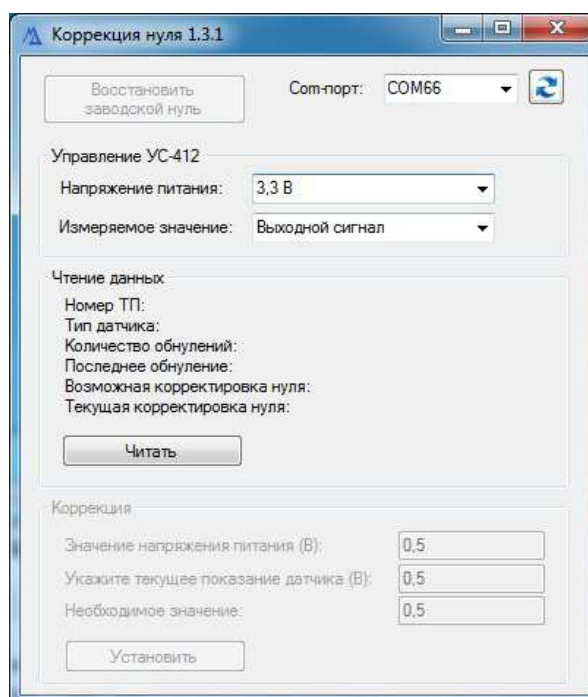 Коррекция нуля 1.3.1
Восстановить
заводской нуль
Com-порт: COM66
Управление УС-412
Напряжение питания: 3,3 В
Измеряемое значение: Выходной сигнал
Чтение данных
Номер ТП:
Тип датчика:
Количество обнулений:
Последнее обнуление:
Возможная корректировка нуля:
Текущая корректировка нуля:
Читать
Коррекция
Значение напряжения питания (В): 0,5
Укажите текущее показание датчика (В): 0,5
Необходимое значение: 0,5
Установить